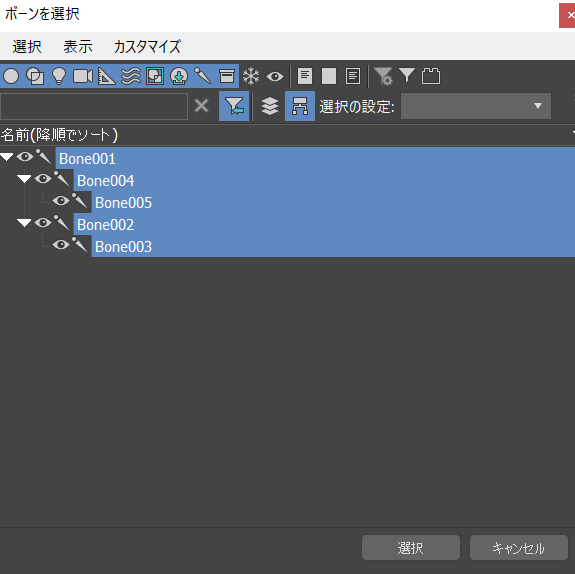 ボーンを選択
選択 表示 カスタマイズ
選択の設定:
名前(降順でソート)
Bone001
Bone004
Bone005
Bone002
Bone003
選択 キャンセル